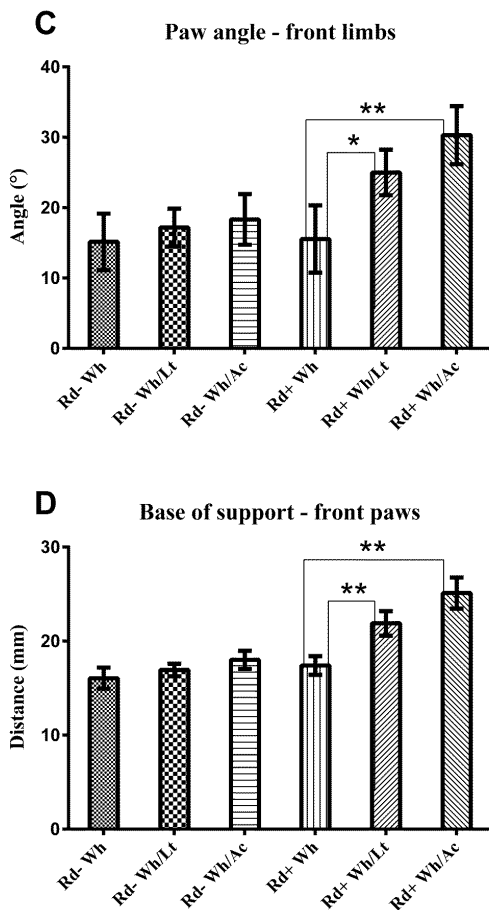 C
Paw angle - front limbs
40
30
20
10
0
Angle (°)
**
*
Rd- Wh
Rd- Wh/Lt
Rd- Wh/Ac
Rd+ Wh
Rd+ Wh/Lt
Rd+ Wh/Ac
D
Base of support - front paws
30
20
10
0
Distance (mm)
**
**
Rd- Wh
Rd- Wh/Lt
Rd- Wh/Ac
Rd+ Wh
Rd+ Wh/Lt
Rd+ Wh/Ac